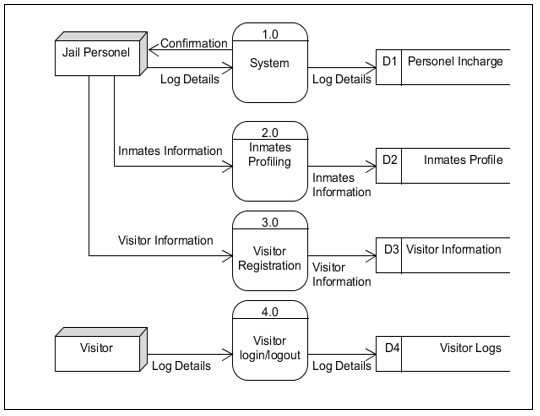 1.0
Confirmation
Jail Personel
System
D1 Personel Incharge
Log Details
Log Details
2.0
Inmates Information
Inmates
Profiling
D2 Inmates Profile
Inmates
Information
3.0
Visitor Information
Visitor
Registration
D3 Visitor Information
Visitor
Information
4.0
Visitor
Visitor
login/logout
D4 Visitor Logs
Log Details
Log Details